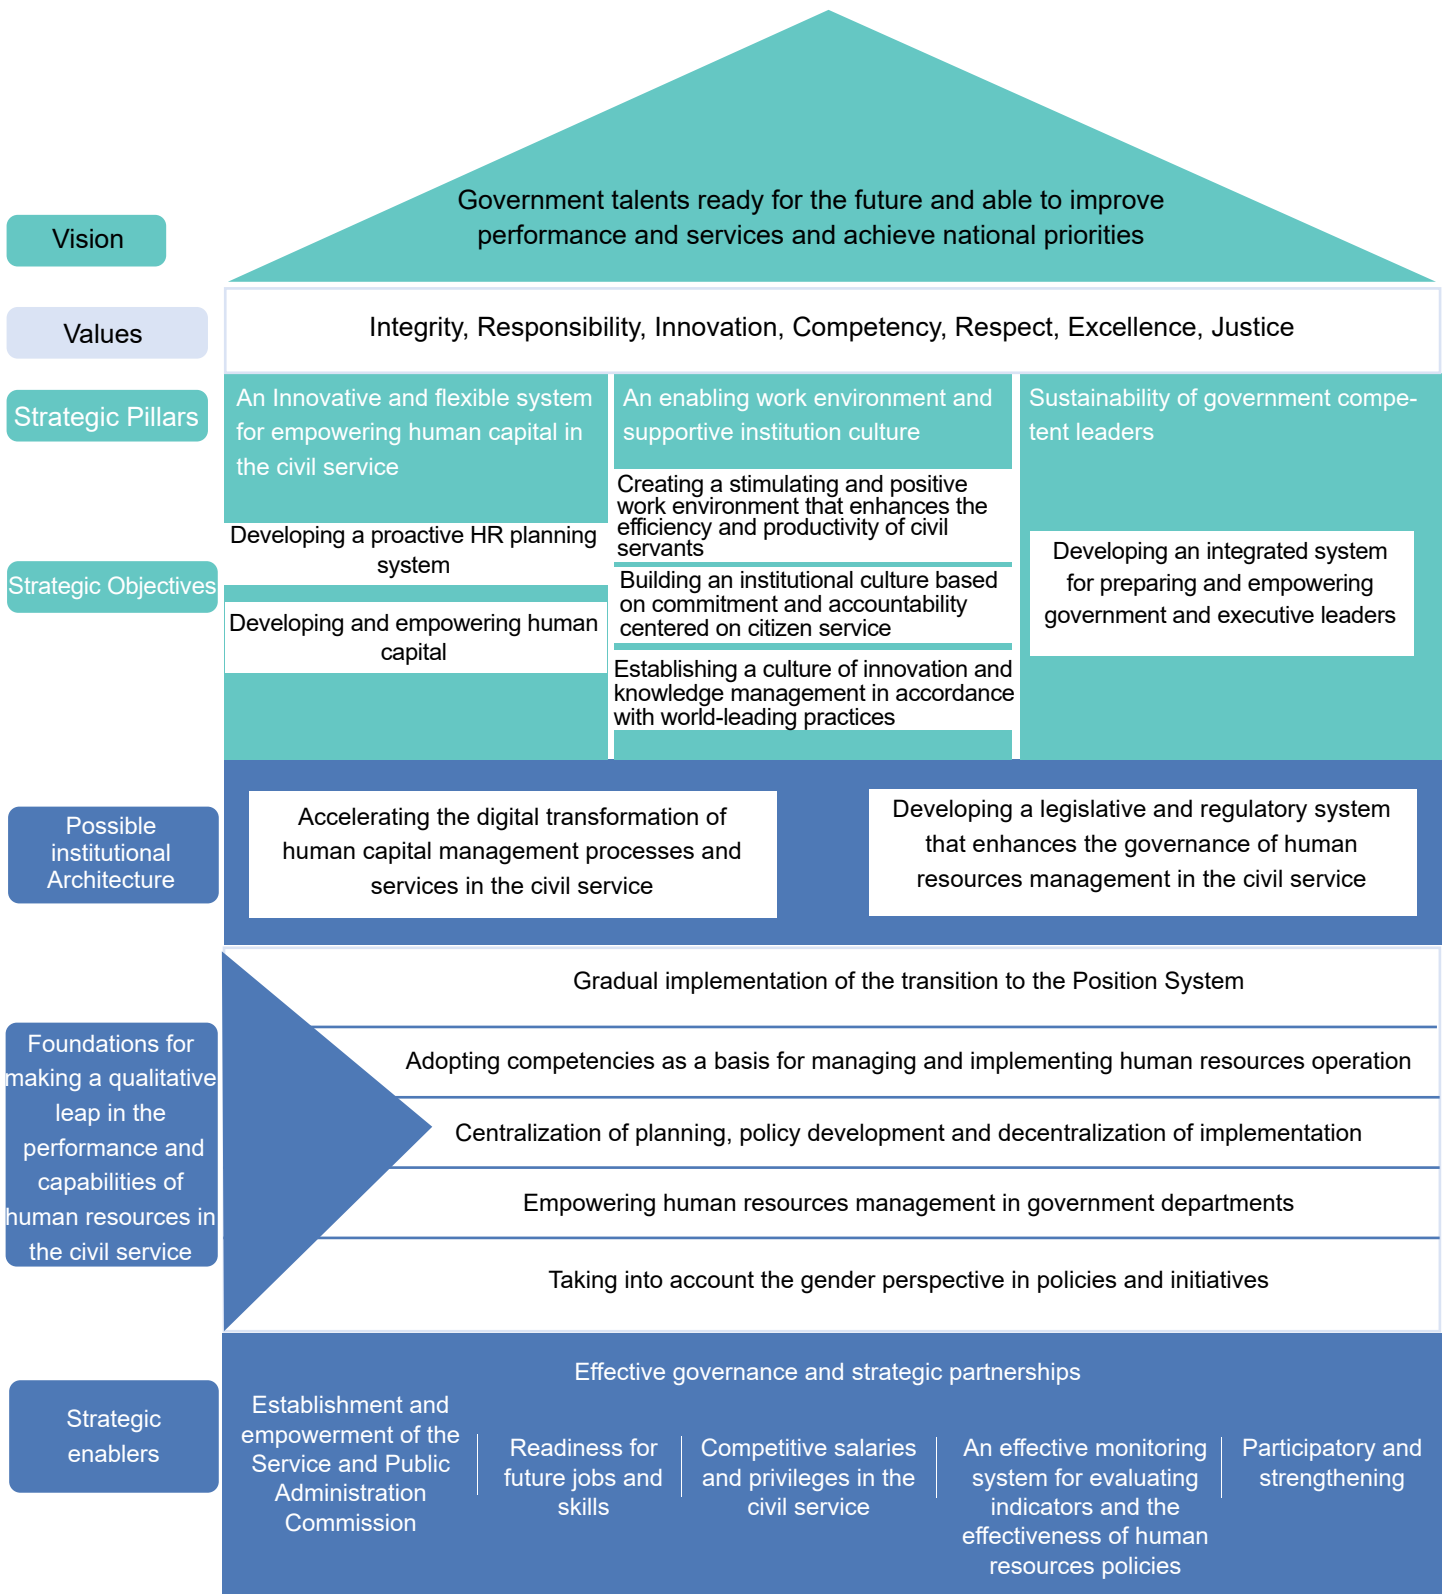 Government talents ready for the future and able to improve
performance and services and achieve national priorities
Vision
Values
Integrity, Responsibility, Innovation, Competency, Respect, Excellence, Justice
Strategic Pillars
An Innovative and flexible system
for empowering human capital in
the civil service
An enabling work environment and
supportive institution culture
Sustainability of government compe-
tent leaders
Strategic Objectives
Developing a proactive HR planning
system
Developing and empowering human
capital
Creating a stimulating and positive
work environment that enhances the
efficiency and productivity of civil
servants
Building an institutional culture based
on commitment and accountability
centered on citizen service
Establishing a culture of innovation and
knowledge management in accordance
with world-leading practices
Developing an integrated system
for preparing and empowering
government and executive leaders
Possible
institutional
Architecture
Accelerating the digital transformation of
human capital management processes and
services in the civil service
Developing a legislative and regulatory system
that enhances the governance of human
resources management in the civil service
Foundations for
making a qualitative
leap in the
performance and
capabilities of
human resources in
the civil service
Gradual implementation of the transition to the Position System
Adopting competencies as a basis for managing and implementing human resources operation
Centralization of planning, policy development and decentralization of implementation
Empowering human resources management in government departments
Taking into account the gender perspective in policies and initiatives
Strategic
enablers
Effective governance and strategic partnerships
Establishment and
empowerment of the
Service and Public
Administration
Commission
Readiness for
future jobs and
skills
Competitive salaries
and privileges in the
civil service
An effective monitoring
system for evaluating
indicators and the
effectiveness of human
resources policies
Participatory and
strengthening